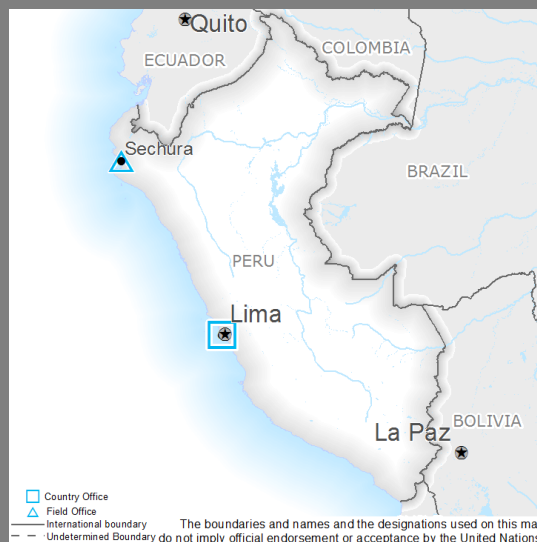 Quito
COLOMBIA
ECUADOR
Sechura
BRAZIL
PERU
Lima
BOLIVIA
La Paz
Country Office
Field Office
International boundary
Undetermined Boundary
The boundaries and names and the designations used on this ma
do not imply official endorsement or acceptance by the United Nations